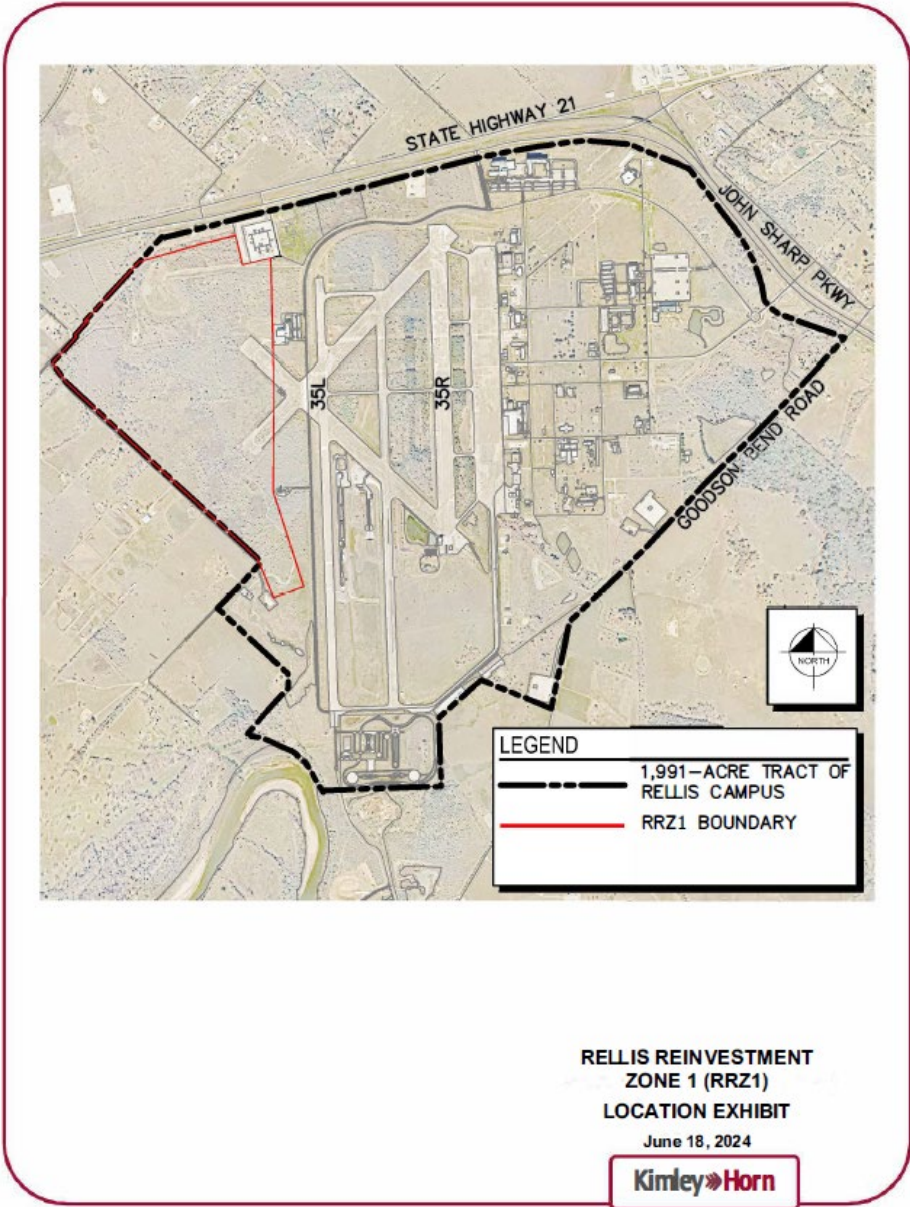 STATE HIGHWAY 21
JOHN SHARP PKWY
35L
35R
GOODSON BEND ROAD
NORTH
LEGEND
1,991-ACRE TRACT OF
RELLIS CAMPUS
RRZ1 BOUNDARY
RELLIS REINVESTMENT
ZONE 1 (RRZ1)
LOCATION EXHIBIT
June 18, 2024
Kimley»Horn